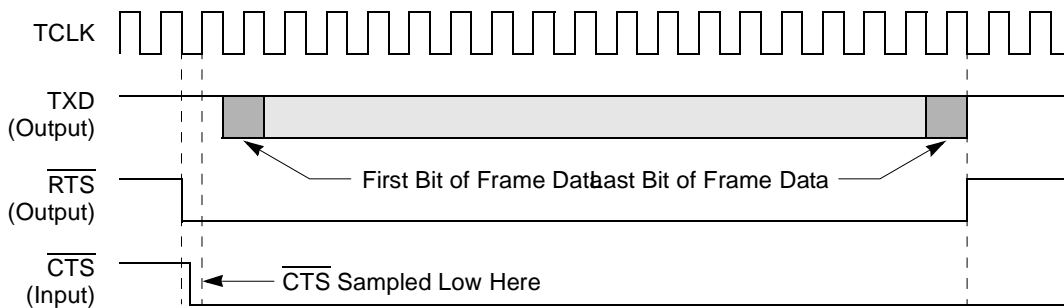 TCLK
TXD
(Output)
First Bit of Frame Data
Last Bit of Frame Data
RTS
(Output)
CTS
(Input)
CTS Sampled Low Here